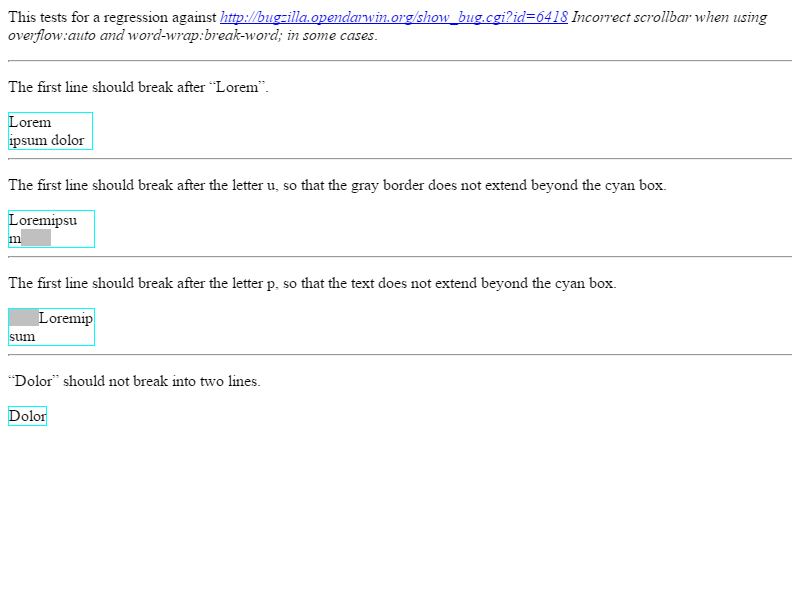 This tests for a regression against http://bugzilla.opendarwin.org/show_bug.cgi?id=6418 Incorrect scrollbar when using
overflow:auto and word-wrap:break-word; in some cases.
The first line should break after “Lorem”.
Lorem
ipsum dolor
The first line should break after the letter u, so that the gray border does not extend beyond the cyan box.
Loremipsu
m
The first line should break after the letter p, so that the text does not extend beyond the cyan box.
Loremip
sum
“Dolor” should not break into two lines.
Dolor